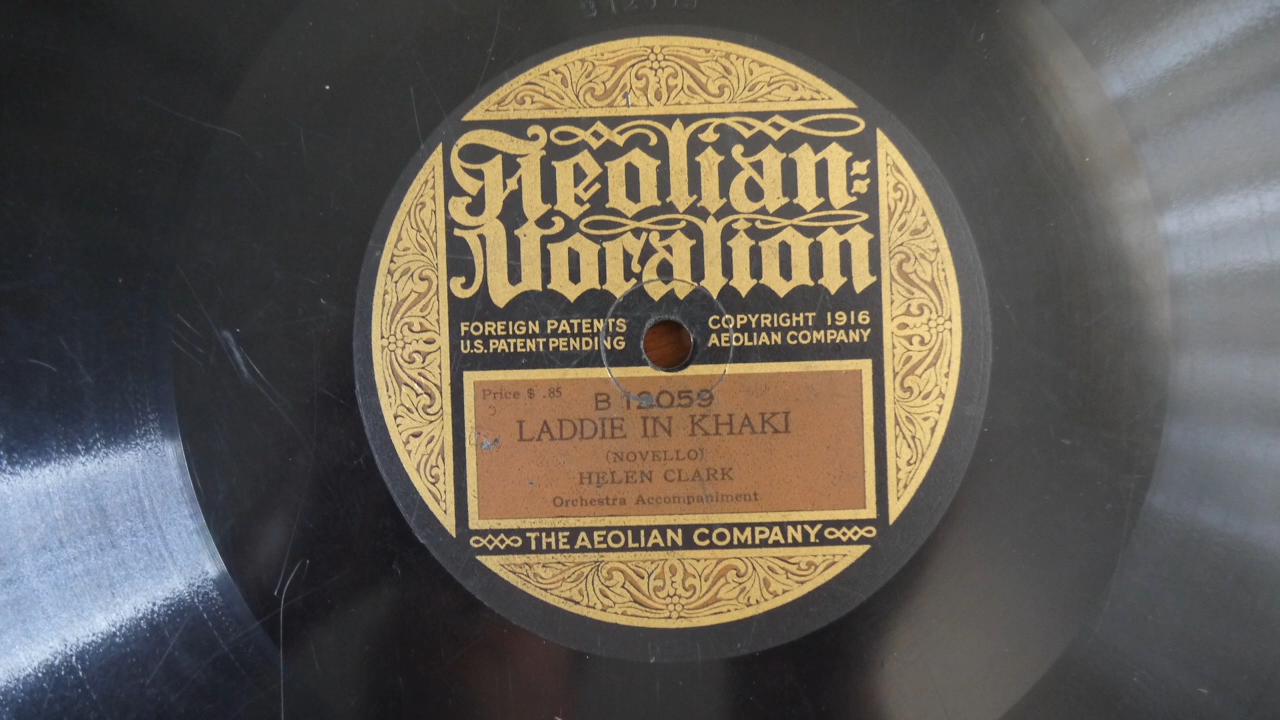 Aeolian-
Vocalion
FOREIGN PATENTS
U.S. PATENT PENDING
COPYRIGHT 1916
AEOLIAN COMPANY
Price $ .85
B 12059
LADDIE IN KHAKI
(NOVELLO)
HELEN CLARK
Orchestra Accompaniment
THE AEOLIAN COMPANY.